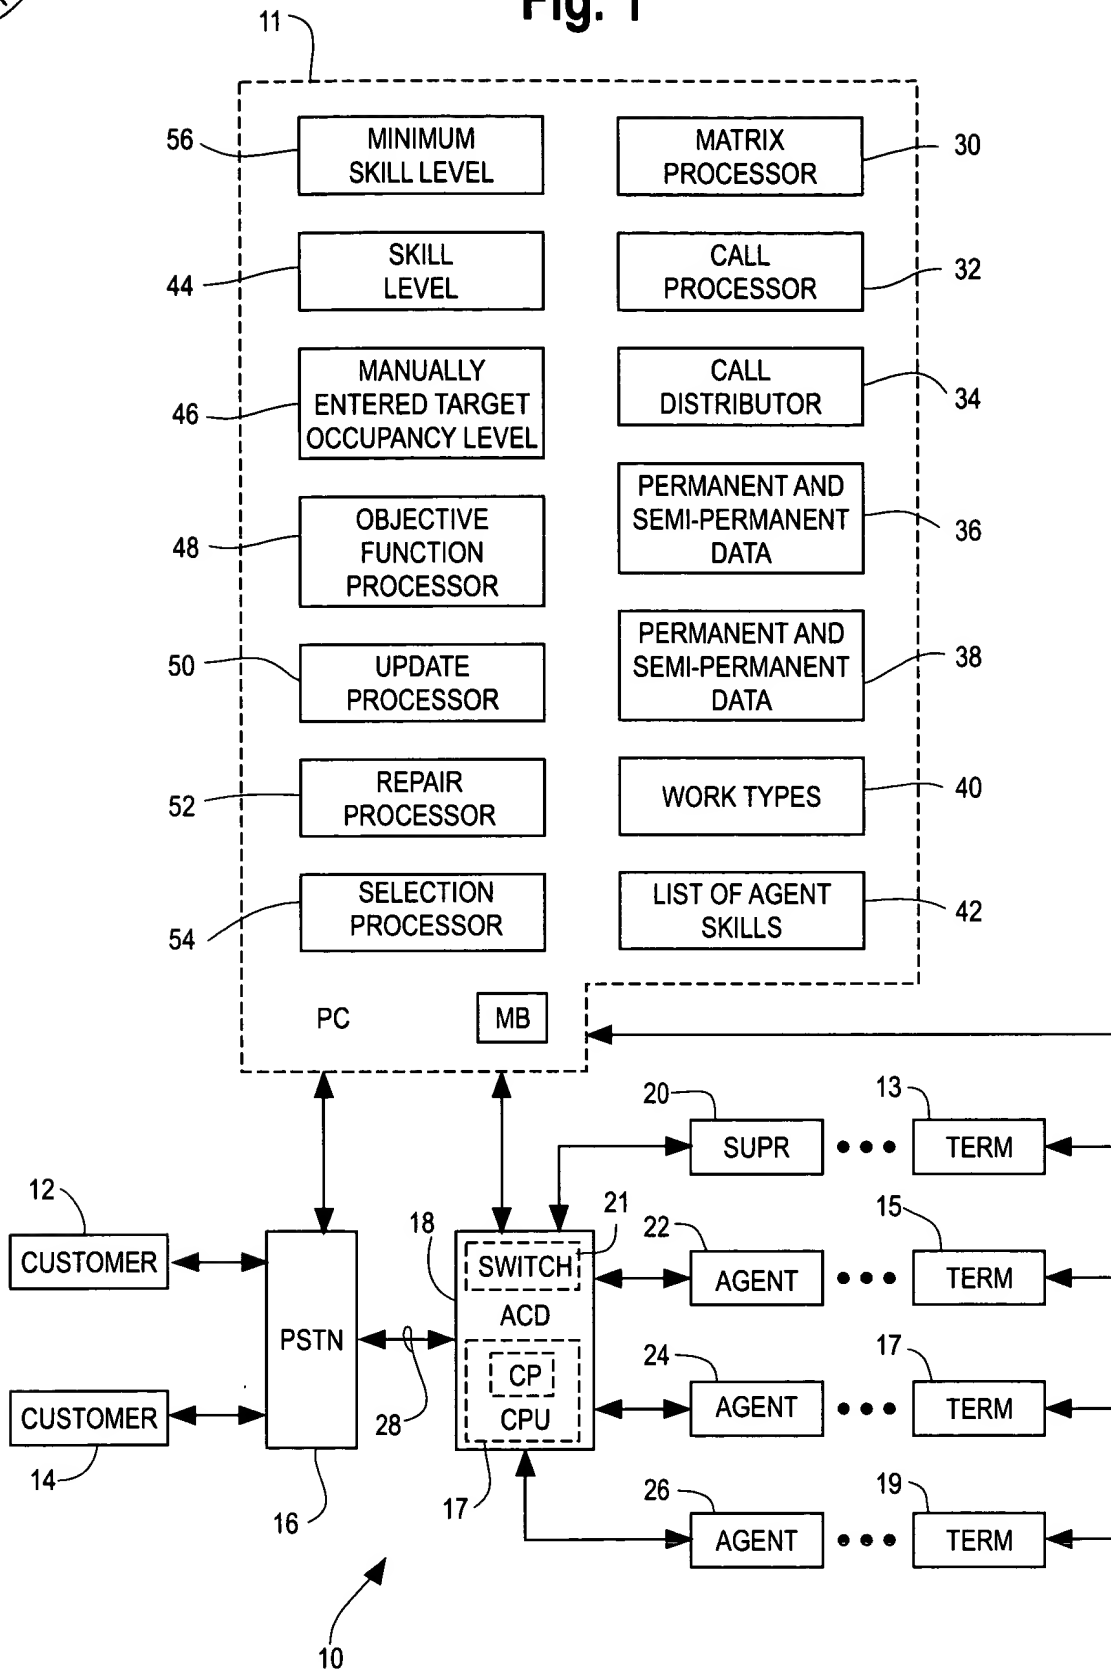 Fig. 1
11
56
MINIMUM
SKILL LEVEL
MATRIX
PROCESSOR
30
44
SKILL
LEVEL
CALL
PROCESSOR
32
46
MANUALLY
ENTERED TARGET
OCCUPANCY LEVEL
CALL
DISTRIBUTOR
34
48
OBJECTIVE
FUNCTION
PROCESSOR
PERMANENT AND
SEMI-PERMANENT
DATA
36
50
UPDATE
PROCESSOR
PERMANENT AND
SEMI-PERMANENT
DATA
38
52
REPAIR
PROCESSOR
WORK TYPES
40
54
SELECTION
PROCESSOR
LIST OF AGENT
SKILLS
42
PC
MB
20
SUPR
13
TERM
12
CUSTOMER
18
21
SWITCH
ACD
22
AGENT
15
TERM
PSTN
28
CP
CPU
24
AGENT
17
TERM
CUSTOMER
14
16
17
26
AGENT
19
TERM
10